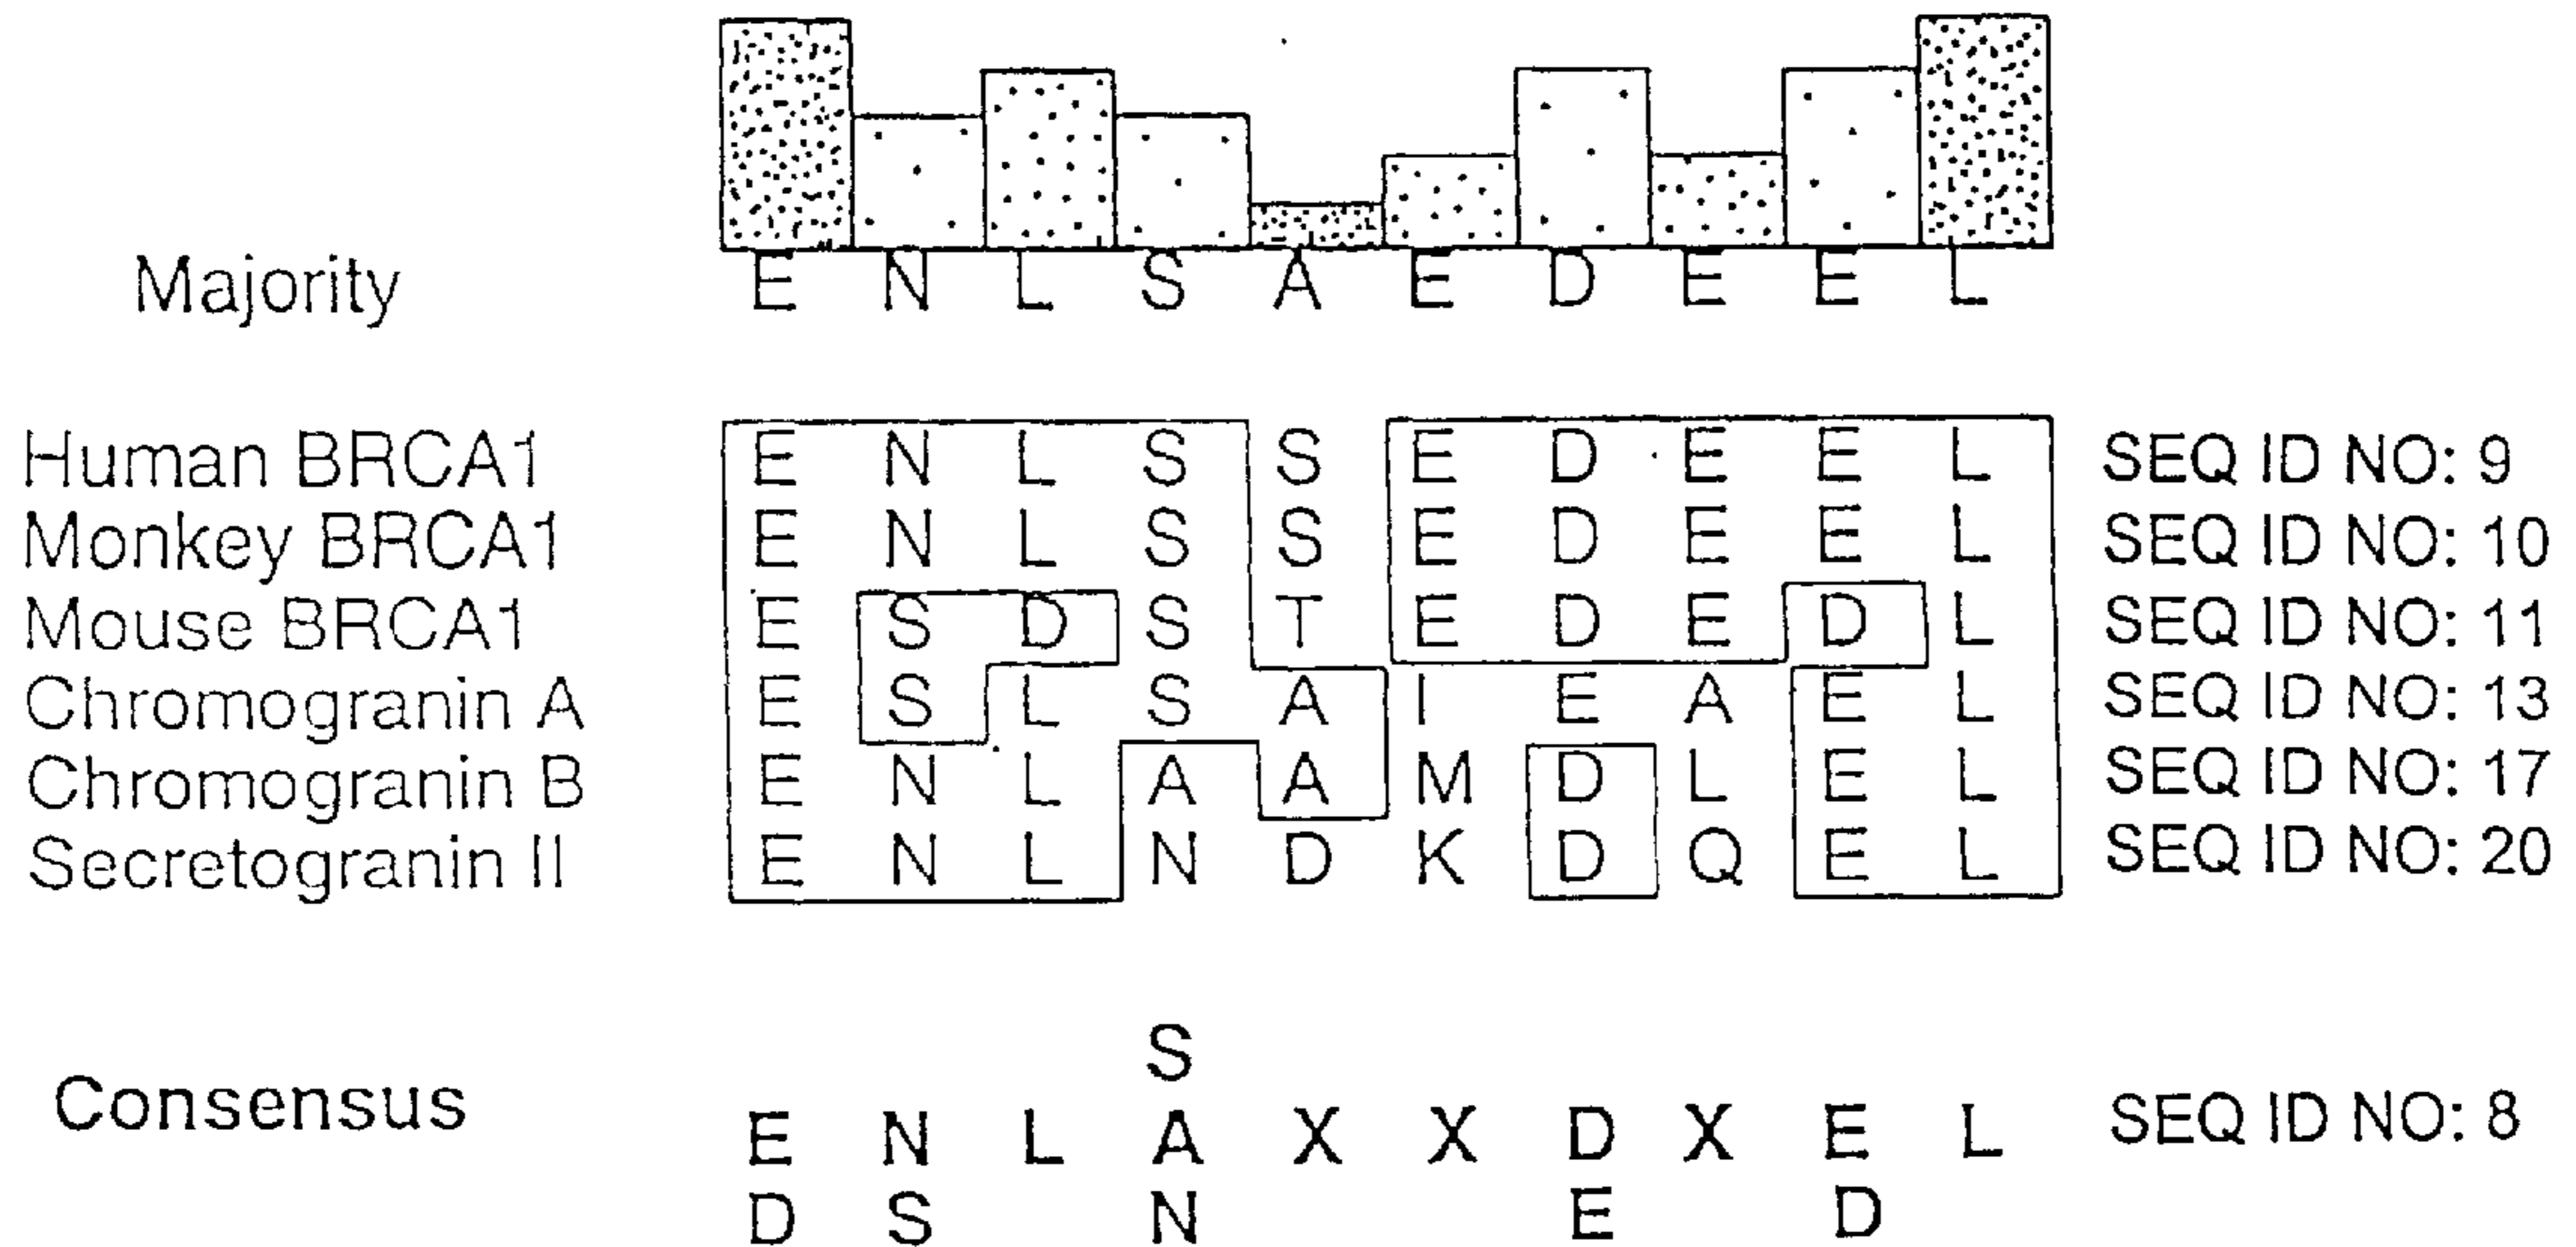 Majority E N L S A E D E E L
Human BRCA1 E N L S S E D E E L SEQ ID NO: 9
Monkey BRCA1 E N L S S E D E E L SEQ ID NO: 10
Mouse BRCA1 E S D S T E D E D L SEQ ID NO: 11
Chromogranin A E S L S A I E A E L SEQ ID NO: 13
Chromogranin B E N L A A M D L E L SEQ ID NO: 17
Secretogranin II E N L N D K D Q E L SEQ ID NO: 20
S
Consensus E N L A X X D X E L SEQ ID NO: 8
D S N E D